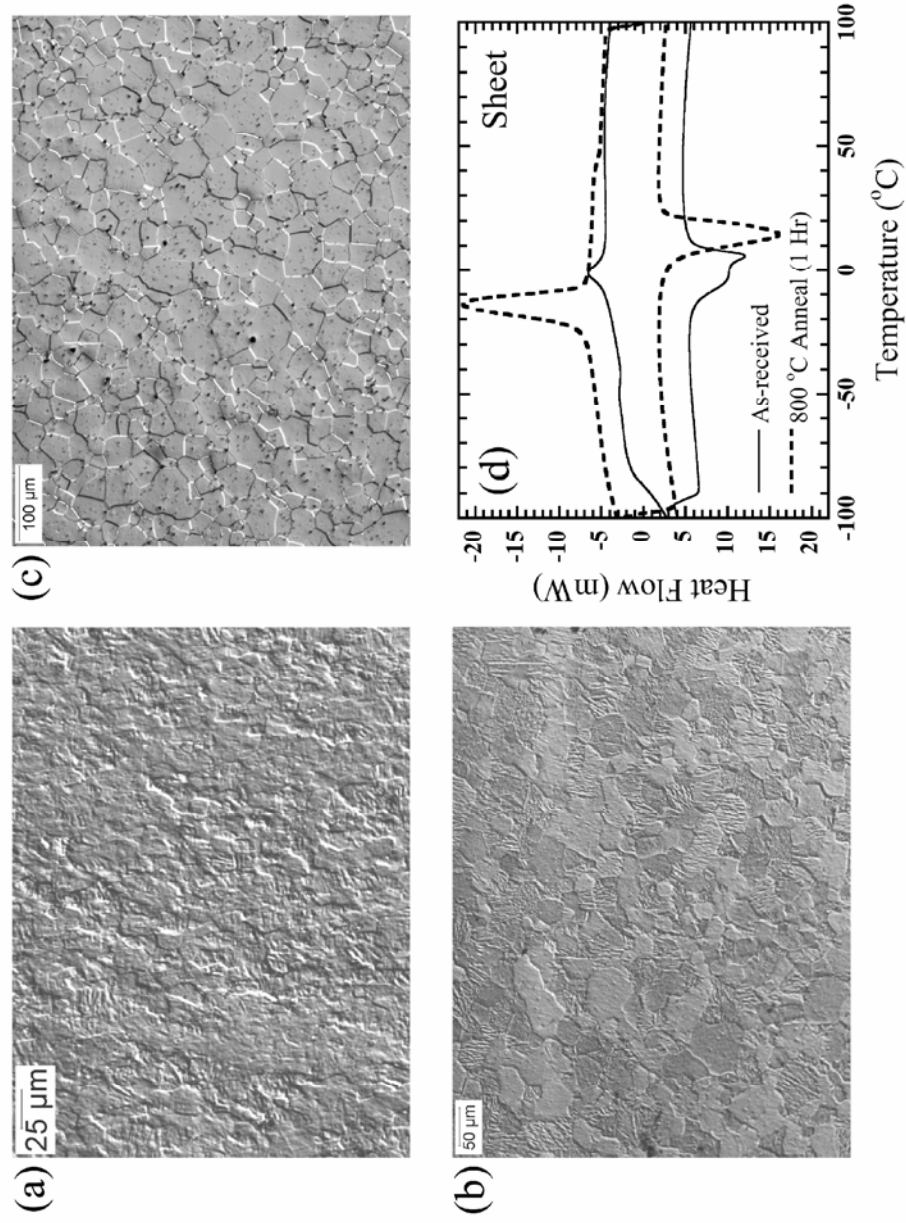 (a)
25 μm
(c)
100 μm
(b)
50 μm
(d)
Sheet
Heat Flow (mW)
-20
-15
-10
-5
0
5
10
15
20
As-received
800 °C Anneal (1 Hr)
-100
-50
0
50
100
Temperature (°C)